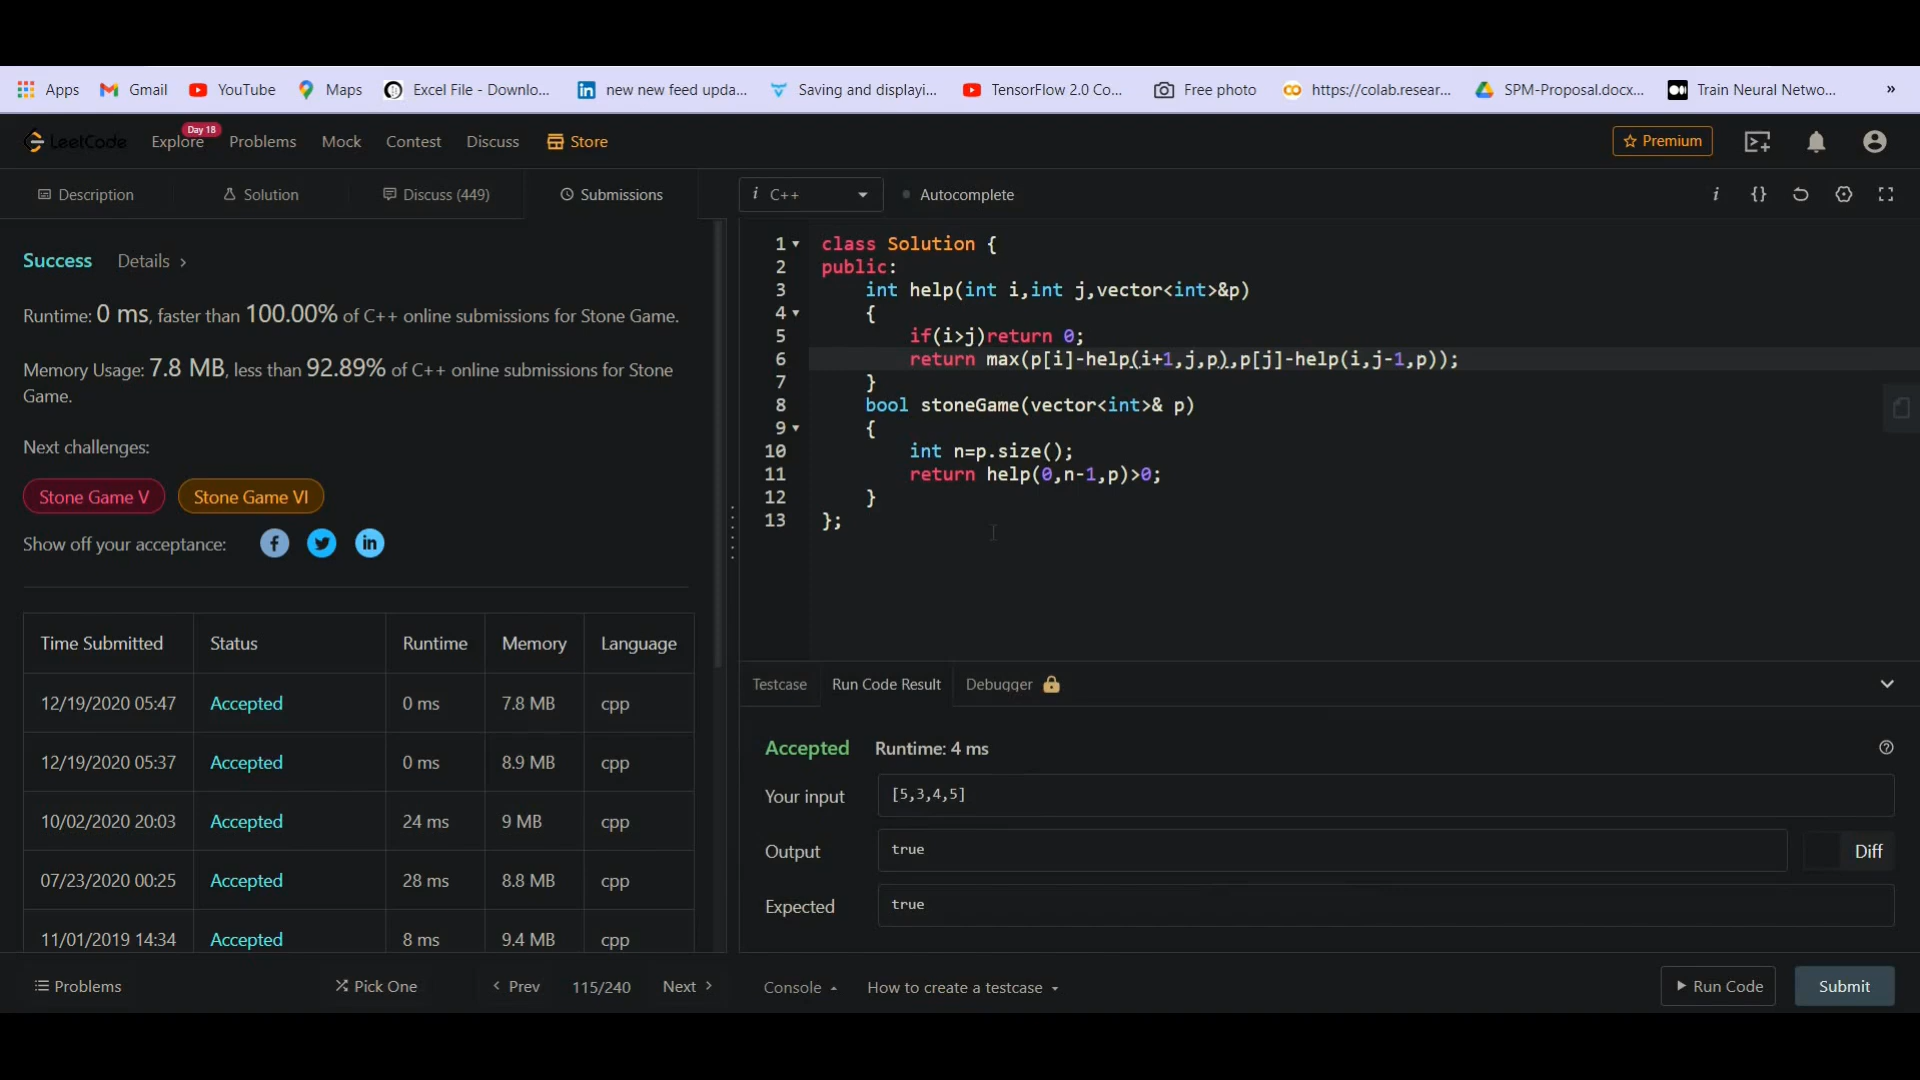 Apps Gmail YouTube Maps Excel File - Downlo... new new feed upda... Saving and displayi... TensorFlow 2.0 Co... Free photo https://colab.resear... SPM-Proposal.docx... Train Neural Netwo... »
LeetCode Explore Day 18 Problems Mock Contest Discuss Store Premium
Description Solution Discuss (449) Submissions
i C++ Autocomplete i {}
Success Details >
Runtime: 0 ms, faster than 100.00% of C++ online submissions for Stone Game.
Memory Usage: 7.8 MB, less than 92.89% of C++ online submissions for Stone
Game.
Next challenges:
Stone Game V Stone Game VI
Show off your acceptance:
Time Submitted Status Runtime Memory Language
12/19/2020 05:47 Accepted 0 ms 7.8 MB cpp
12/19/2020 05:37 Accepted 0 ms 8.9 MB cpp
10/02/2020 20:03 Accepted 24 ms 9 MB cpp
07/23/2020 00:25 Accepted 28 ms 8.8 MB cpp
11/01/2019 14:34 Accepted 8 ms 9.4 MB cpp
1 class Solution {
2 public:
3 int help(int i,int j,vector<int>&p)
4 {
5 if(i>j)return 0;
6 return max(p[i]-help(i+1,j,p),p[j]-help(i,j-1,p));
7 }
8 bool stoneGame(vector<int>& p)
9 {
10 int n=p.size();
11 return help(0,n-1,p)>0;
12 }
13 };
Testcase Run Code Result Debugger
Accepted Runtime: 4 ms
Your input [5,3,4,5]
Output true Diff
Expected true
Problems Pick One < Prev 115/240 Next > Console How to create a testcase Run Code Submit